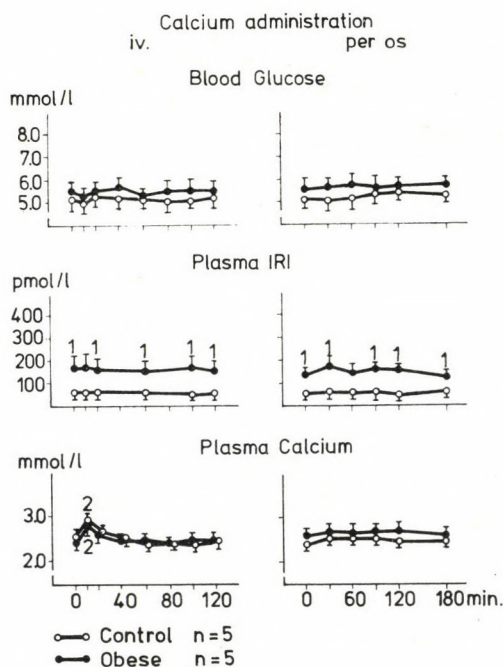 Calcium administration
iv. per os
Blood Glucose
mmol/l
8.0
7.0
6.0
5.0
Plasma IRI
pmol/l
400
300
200
100
1 1 1 1 1 1
1 1 1 1 1
Plasma Calcium
mmol/l
3.0
2.0
2
2
0 40 80 120 0 60 120 180 min.
Control n=5
Obese n=5